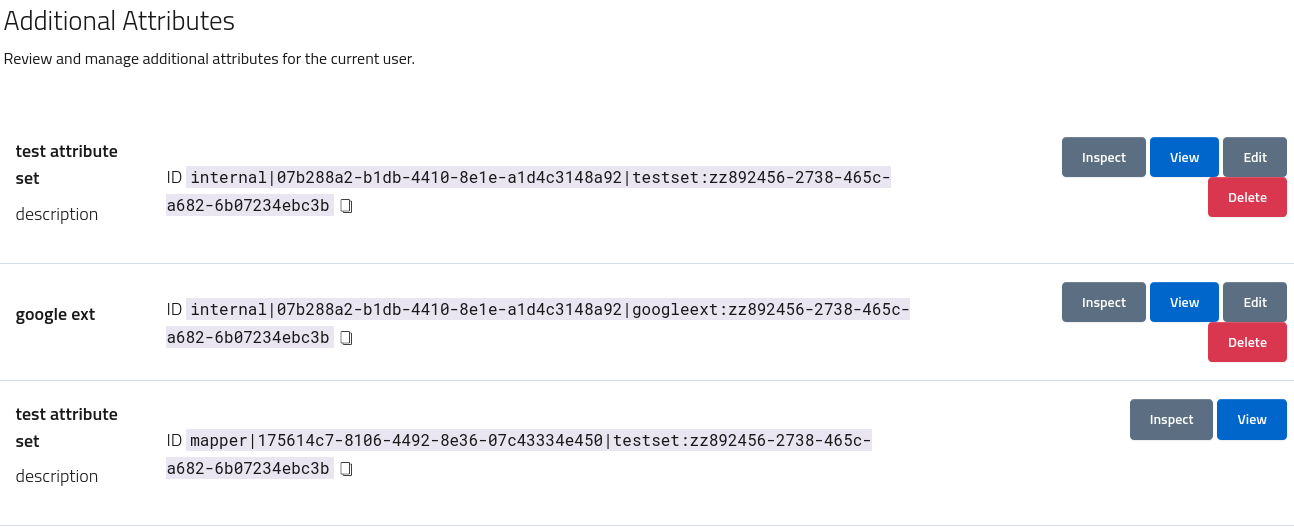 Additional Attributes
Review and manage additional attributes for the current user.
test attribute
set
description
ID internal|07b288a2-b1db-4410-8e1e-a1d4c3148a92|testset:zz892456-2738-465c-
a682-6b07234ebc3b
Inspect View Edit
Delete
google ext
ID internal|07b288a2-b1db-4410-8e1e-a1d4c3148a92|googleext:zz892456-2738-465c-
a682-6b07234ebc3b
Inspect View Edit
Delete
test attribute
set
description
ID mapper|175614c7-8106-4492-8e36-07c43334e450|testset:zz892456-2738-465c-
a682-6b07234ebc3b
Inspect View